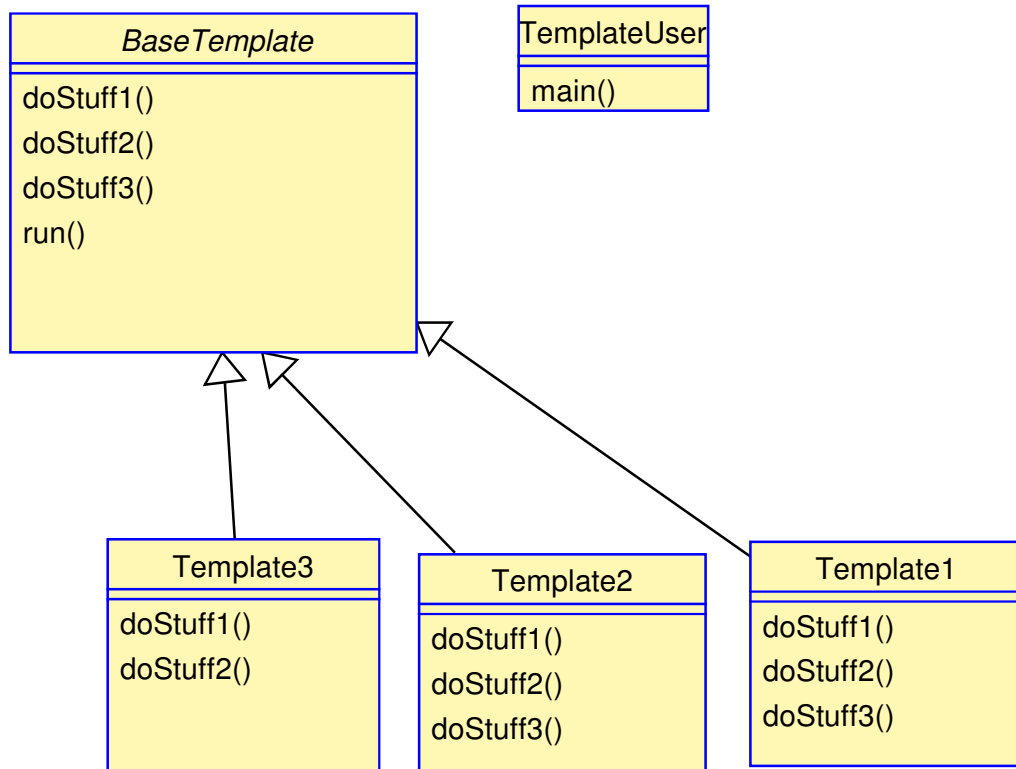 BaseTemplate
doStuff1()
doStuff2()
doStuff3()
run()
TemplateUser
main()
Template3
doStuff1()
doStuff2()
Template2
doStuff1()
doStuff2()
doStuff3()
Template1
doStuff1()
doStuff2()
doStuff3()